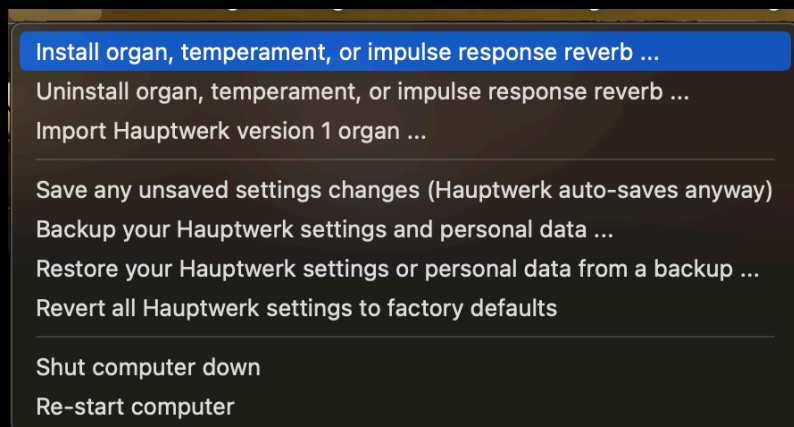 Install organ, temperament, or impulse response reverb ...
Uninstall organ, temperament, or impulse response reverb ...
Import Hauptwerk version 1 organ ...
Save any unsaved settings changes (Hauptwerk auto-saves anyway)
Backup your Hauptwerk settings and personal data ...
Restore your Hauptwerk settings or personal data from a backup ...
Revert all Hauptwerk settings to factory defaults
Shut computer down
Re-start computer